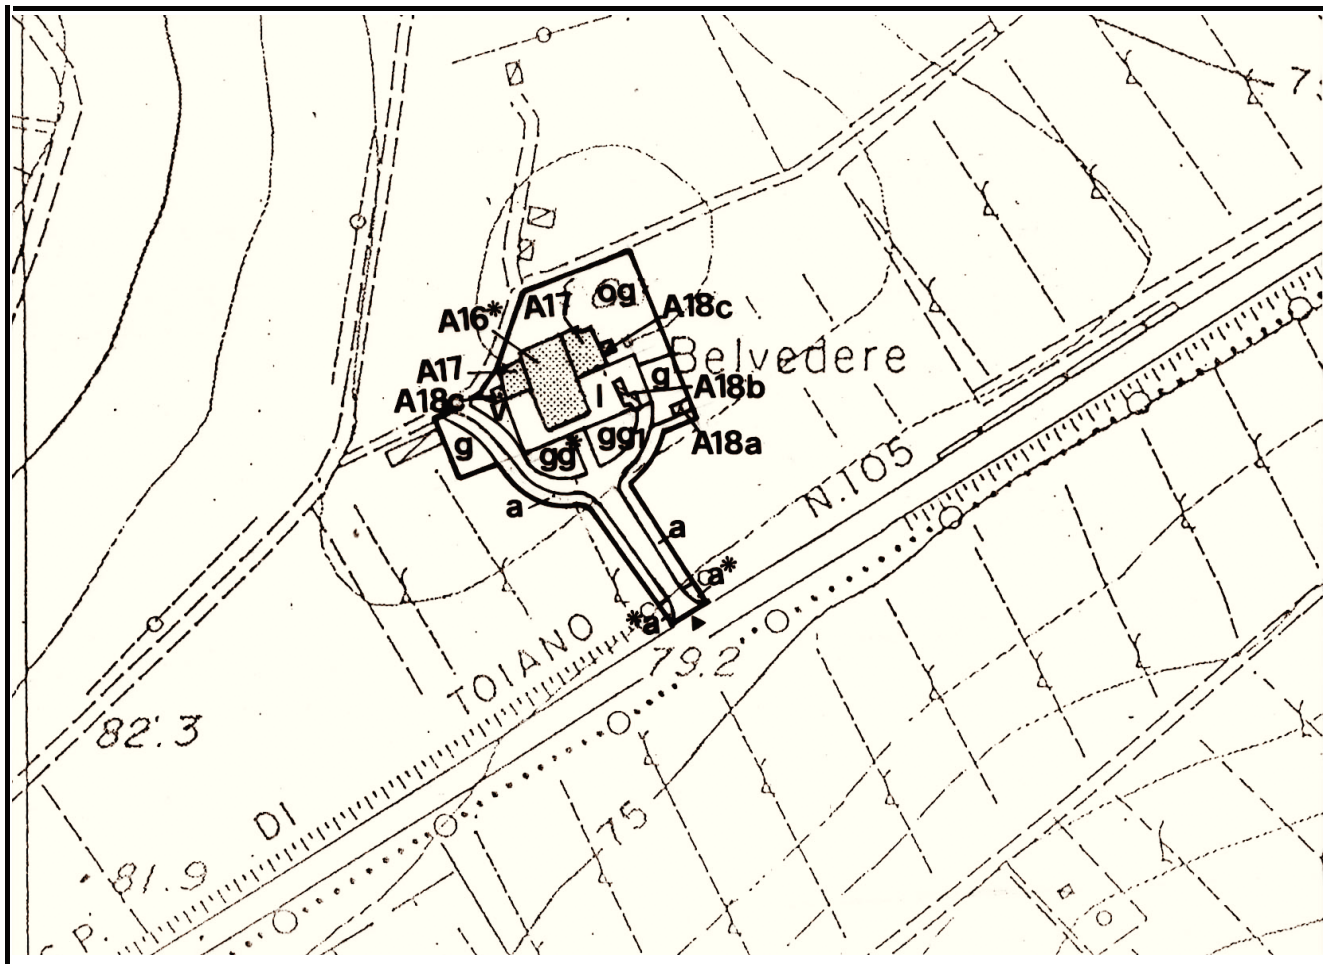 7
og
A17
A18c
A16*
Belvedere
A17
g
A18b
A18c
l
gg1
A18a
g
gg*
N.105
a
a
a*
*a
TOIANO
79.2
82.3
DI
75
81.9
S.P.